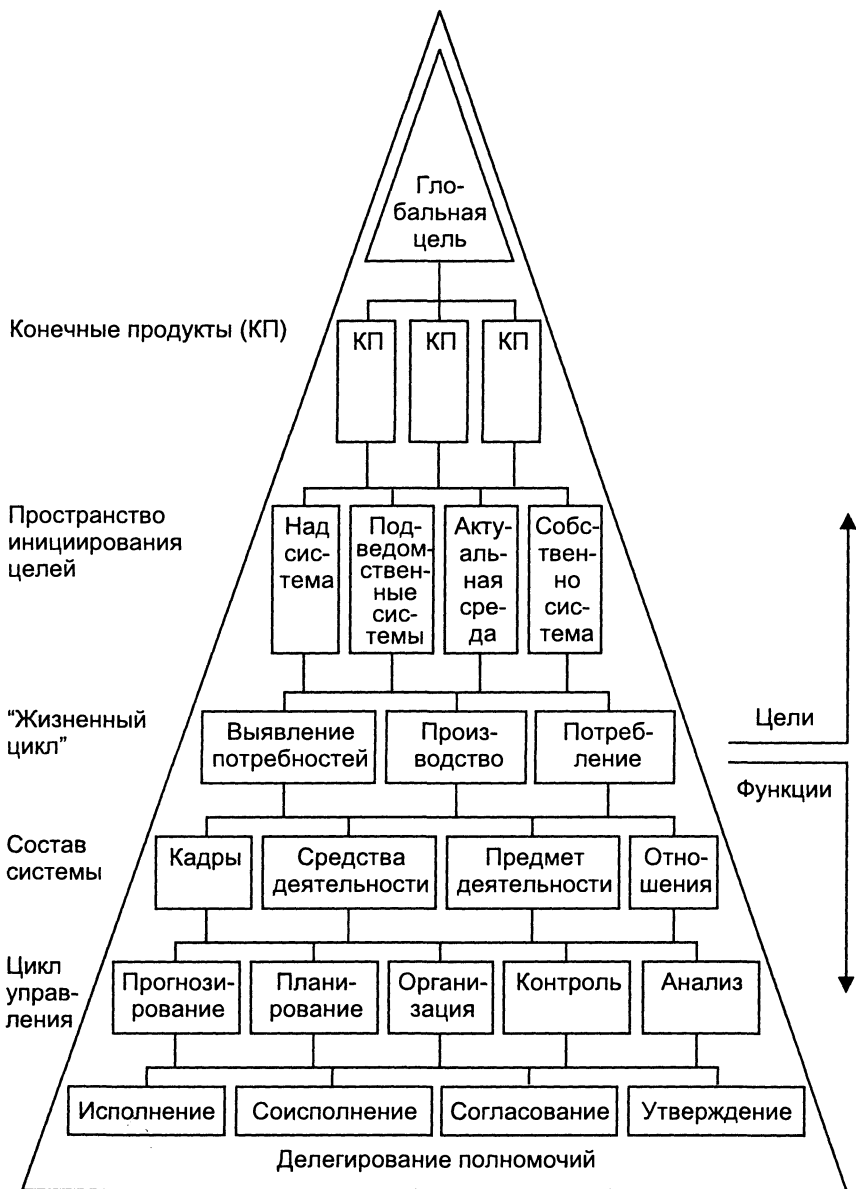 Гло-
бальная
цель
Конечные продукты (КП)
КП
КП
КП
Пространство
инициирования
целей
Над
сис-
тема
Под-
ведом-
ствен-
ные
сис-
темы
Акту-
аль-
ная
сре-
да
Собс-
твен-
но
сис-
тема
“Жизненный
цикл”
Выявление
потребностей
Произ-
водство
Потреб-
ление
Цели
Функции
Состав
системы
Кадры
Средства
деятельности
Предмет
деятельности
Отно-
шения
Цикл
управ-
ления
Прогнози-
рование
Плани-
рование
Органи-
зация
Контроль
Анализ
Исполнение
Соисполнение
Согласование
Утверждение
Делегирование полномочий